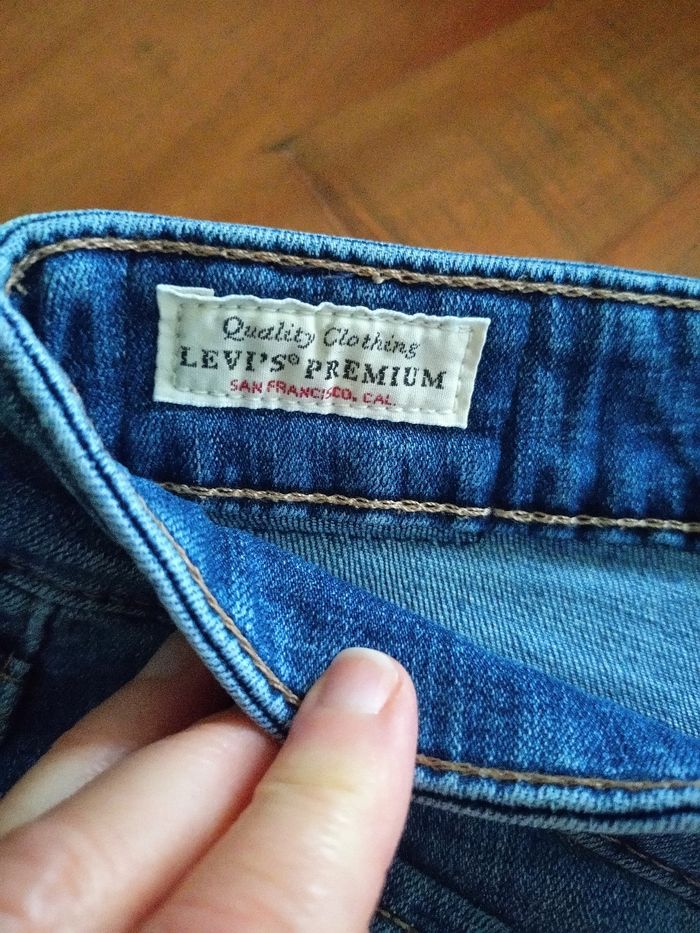 Quality Clothing
LEVI'S® PREMIUM
SAN FRANCISCO, CAL